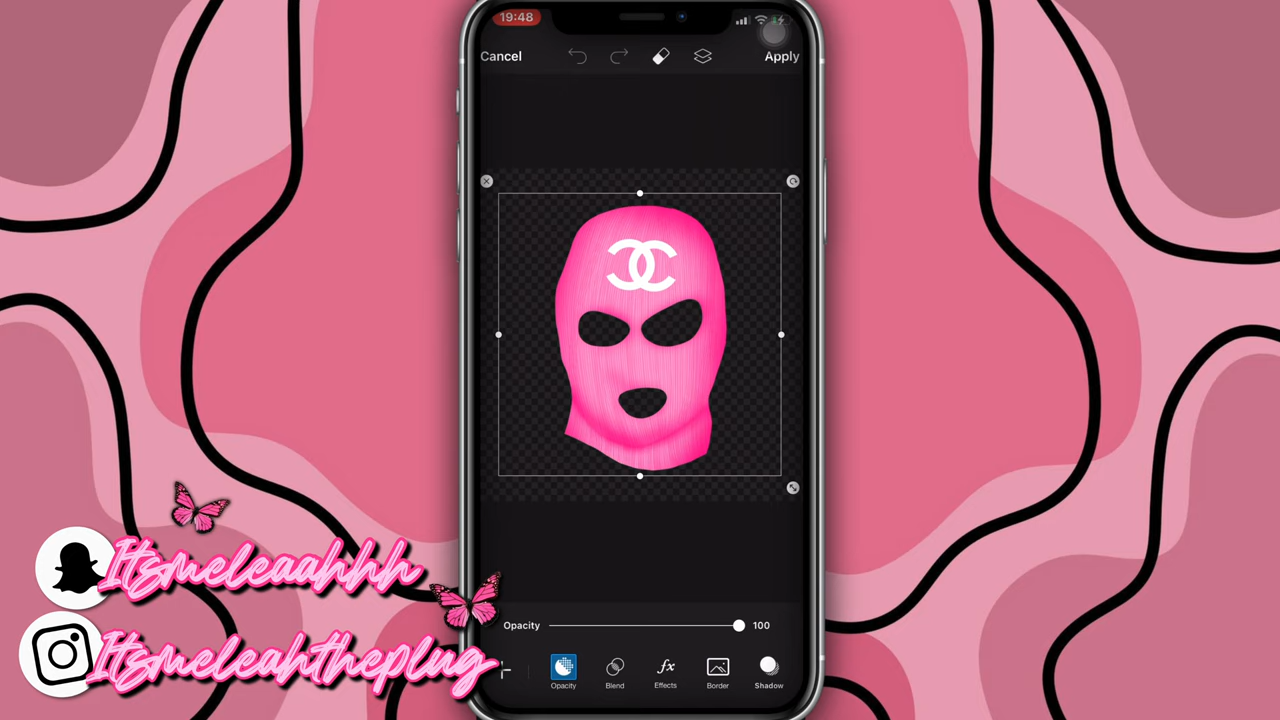 19:48
Cancel
Apply
Itsmeleaahhh
Itsmeleahtheplug
Opacity 100
Opacity Blend Effects Border Shadow